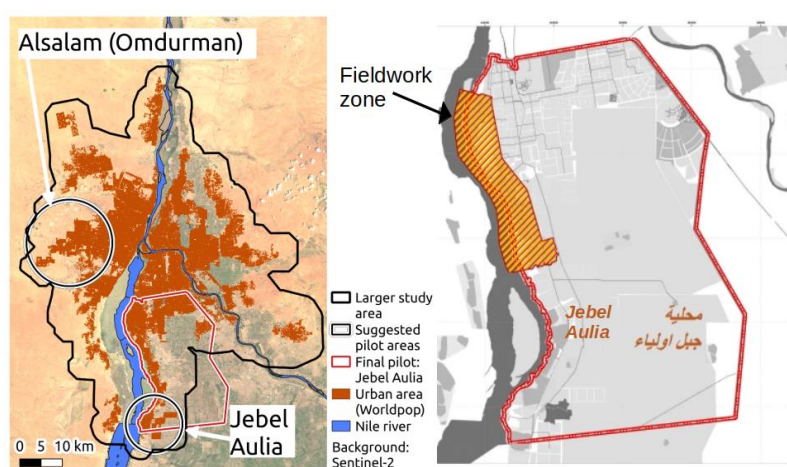 Alsalam (Omdurman)
Jebel
Aulia
0 5 10 km
Larger study
area
Suggested
pilot areas
Final pilot:
Jebel Aulia
Urban area
(Worldpop)
Nile river
Background:
Sentinel-2
Fieldwork
zone
Jebel
Aulia
محلية
جبل اولياء